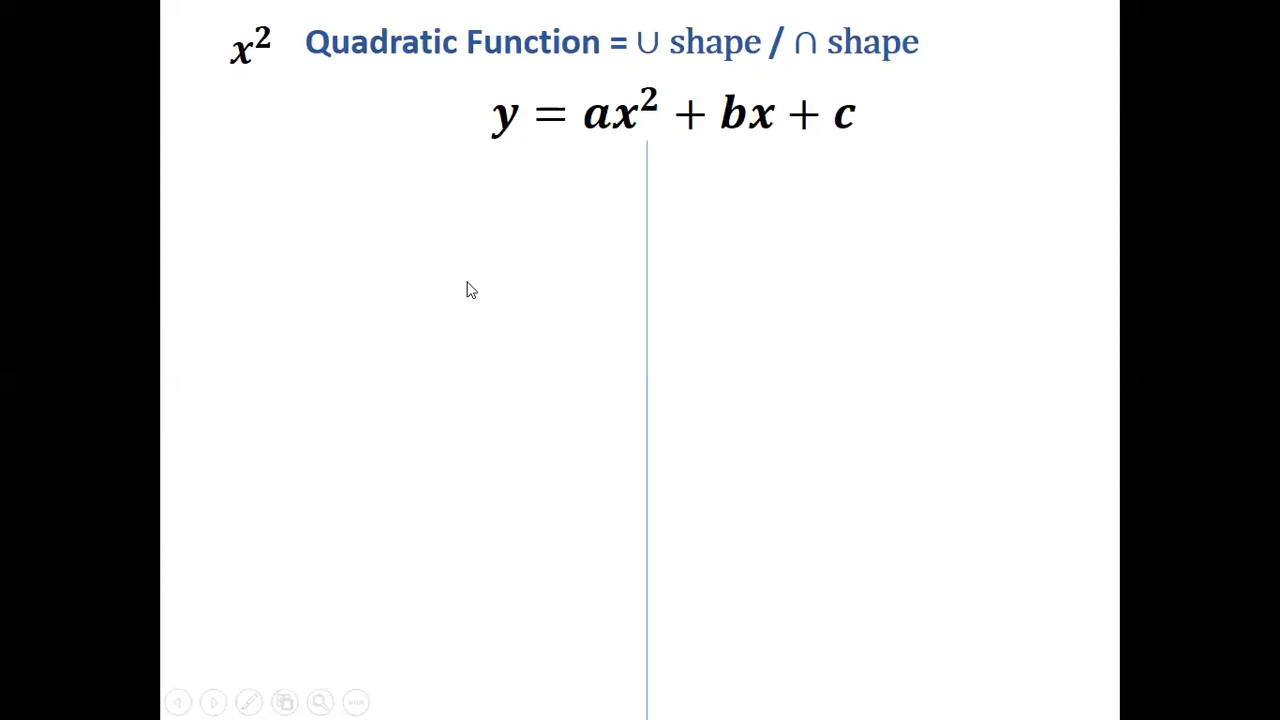 x² Quadratic Function = ∪ shape / ∩ shape
y = ax² + bx + c